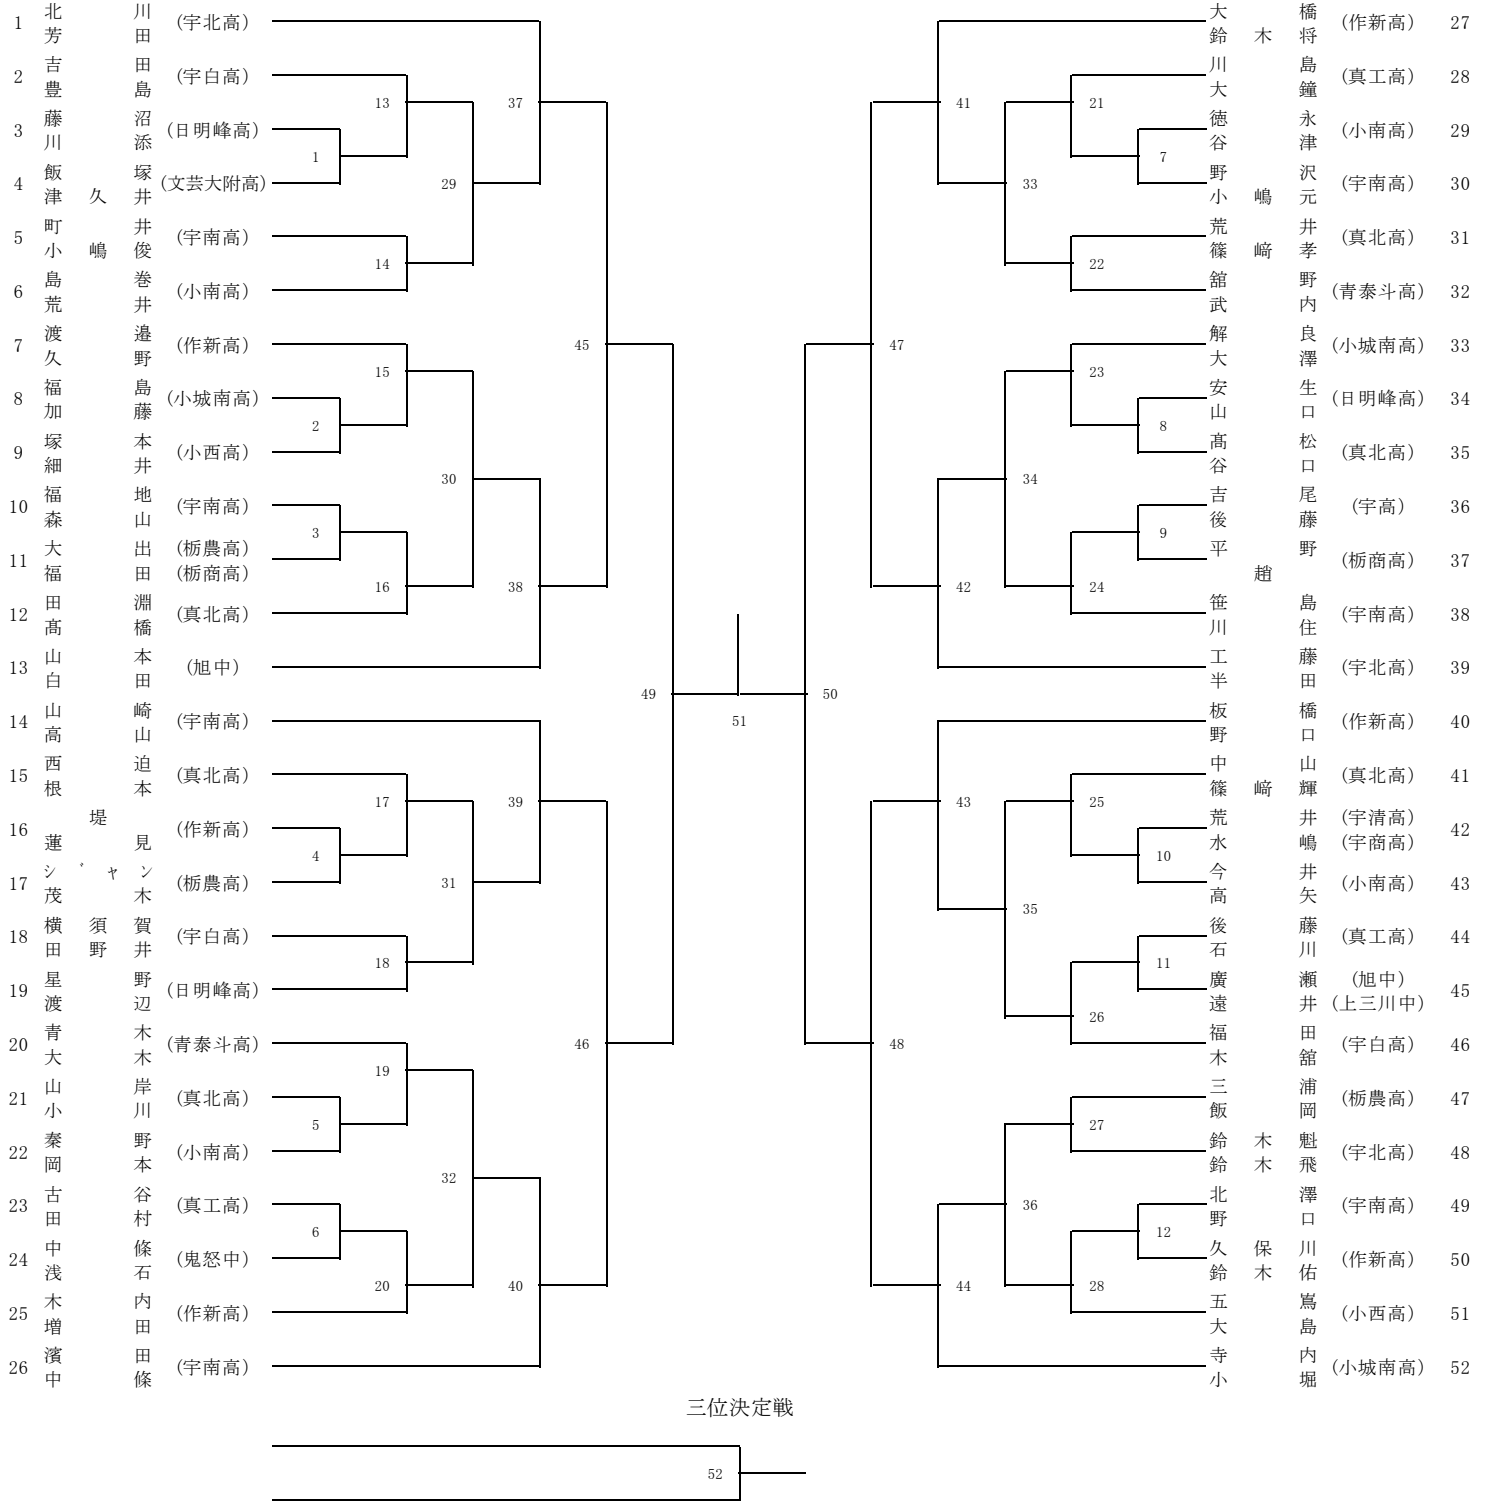 1 北川 芳田 (宇北高)
2 吉田 豊島 (宇白高)
3 藤沼 川添 (日明峰高)
4 飯塚 津久井 (文芸大附高)
5 町井 小嶋俊 (宇南高)
6 島巻 荒井 (小南高)
7 渡邉 久野 (作新高)
8 福島 加藤 (小城南高)
9 塚本 細井 (小西高)
10 福地 森山 (宇南高)
11 大出 (栃農高) 福田 (栃商高)
12 田淵 髙橋 (真北高)
13 山本 白田 (旭中)
14 山崎 高山 (宇南高)
15 西迫 根本 (真北高)
16 堤 蓮見 (作新高)
17 ジャン 茂木 (栃農高)
18 横須賀 田野井 (宇白高)
19 星野 渡辺 (日明峰高)
20 青木 大木 (青泰斗高)
21 山岸 小川 (真北高)
22 秦野 岡本 (小南高)
23 古谷 田村 (真工高)
24 中條 浅石 (鬼怒中)
25 木内 増田 (作新高)
26 濱田 中條 (宇南高)
1
2
3
4
5
6
13
14
15
16
17
18
19
20
29
30
31
32
37
38
39
40
45
46
49
51
50
47
48
41
42
43
44
33
34
35
36
21
22
23
24
25
26
27
28
7
8
9
10
11
12
大橋 鈴木将 (作新高) 27
川島 大鐘 (真工高) 28
徳永 谷津 (小南高) 29
野沢 小嶋元 (宇南高) 30
荒井 篠﨑孝 (真北高) 31
舘野 武内 (青泰斗高) 32
解良 大澤 (小城南高) 33
安生 山口 (日明峰高) 34
髙松 谷口 (真北高) 35
吉尾 後藤 (宇高) 36
平野 趙 (栃商高) 37
笹島 川住 (宇南高) 38
工藤 半田 (宇北高) 39
板橋 野口 (作新高) 40
中山 篠﨑輝 (真北高) 41
荒井 (宇清高) 水嶋 (宇商高) 42
今井 高矢 (小南高) 43
後藤 石川 (真工高) 44
廣瀬 (旭中) 遠井 (上三川中) 45
福田 木舘 (宇白高) 46
三浦 飯岡 (栃農高) 47
鈴木魁 鈴木飛 (宇北高) 48
北澤 野口 (宇南高) 49
久保川 鈴木佑 (作新高) 50
五嶌 大島 (小西高) 51
寺内 小堀 (小城南高) 52
三位決定戦
52